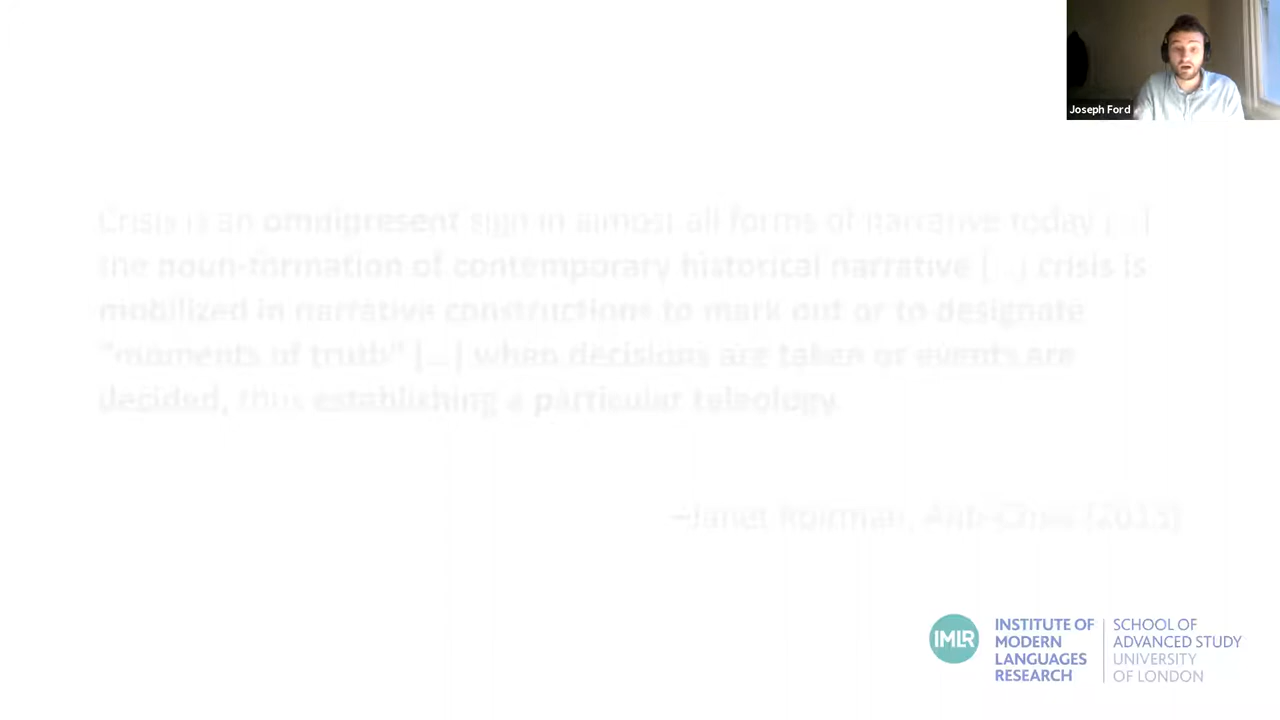 Joseph Ford
Crisis is an omnipresent sign in almost all forms of narrative today [...]
the noun-formation of contemporary historical narrative [...] crisis is
mobilized in narrative constructions to mark out or to designate
"moments of truth" [...] when decisions are taken or events are
decided, thus establishing a particular teleology
–Janet Roitman, Anti-Crisis (2013)
IMLR
INSTITUTE OF
MODERN
LANGUAGES
RESEARCH
SCHOOL OF
ADVANCED STUDY
UNIVERSITY
OF LONDON